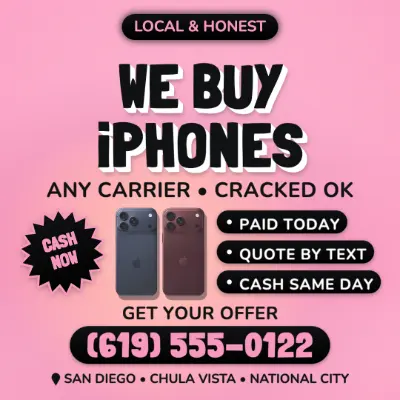 LOCAL & HONEST
WE BUY
iPHONES
ANY CARRIER • CRACKED OK
CASH
NOW
• PAID TODAY
• QUOTE BY TEXT
• CASH SAME DAY
GET YOUR OFFER
(619) 555-0122
SAN DIEGO • CHULA VISTA • NATIONAL CITY